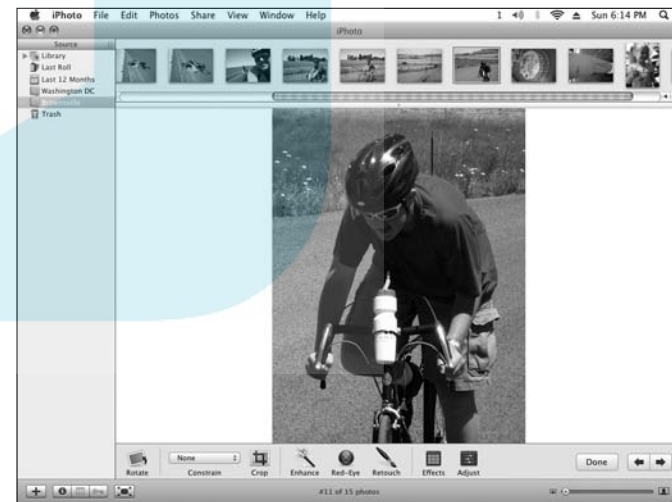 iPhoto File Edit Photos Share View Window Help 1 Sun 6:14 PM
iPhoto
Source
Library
Last Roll
Last 12 Months
Washington DC
Trash
None
Rotate Constrain Crop Enhance Red-Eye Retouch Effects Adjust Done
#11 of 15 photos